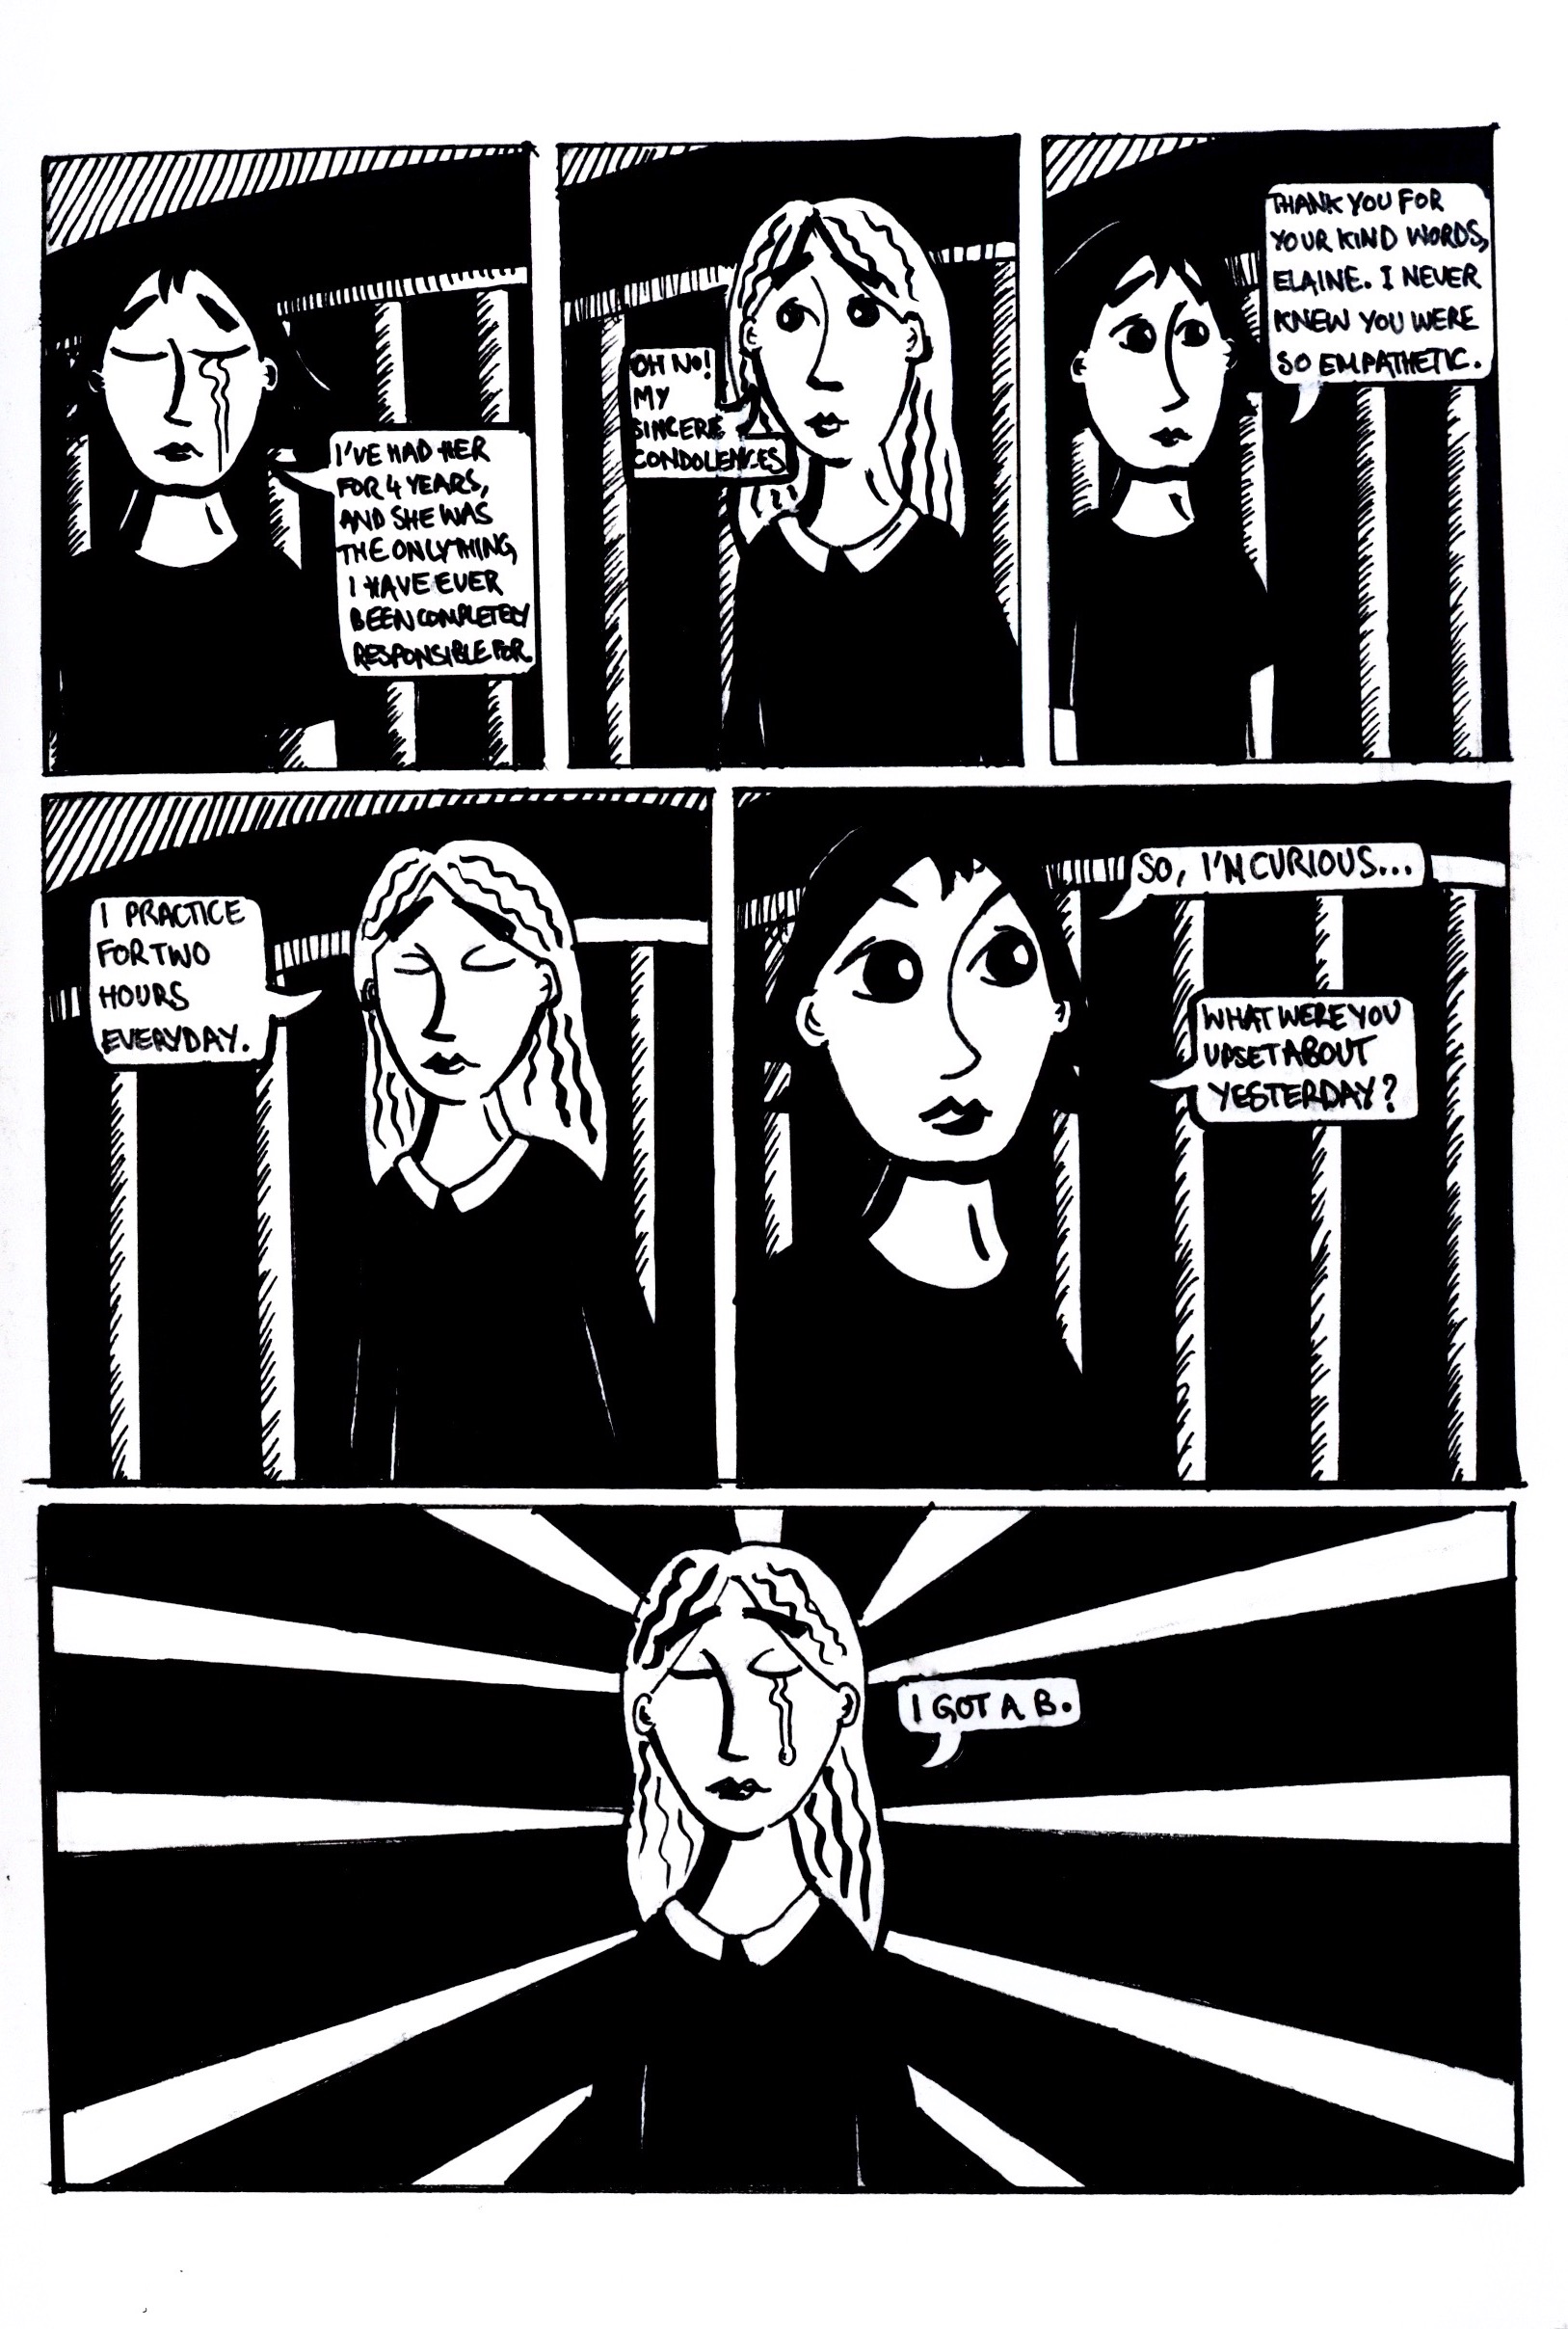 I'VE HAD HER
FOR 4 YEARS,
AND SHE WAS
THE ONLY THING
I HAVE EVER
BEEN COMPLETELY
RESPONSIBLE FOR.
OH NO!
MY
SINCERE
CONDOLENCES
THANK YOU FOR
YOUR KIND WORDS,
ELAINE. I NEVER
KNEW YOU WERE
SO EMPATHETIC.
I PRACTICE
FOR TWO
HOURS
EVERYDAY.
SO, I'M CURIOUS...
WHAT WERE YOU
UPSET ABOUT
YESTERDAY?
I GOT A B.